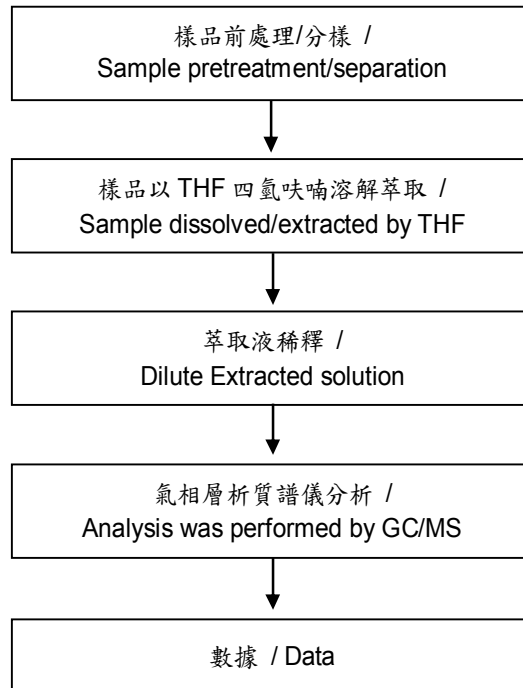 樣品前處理/分樣 /
Sample pretreatment/separation
樣品以 THF 四氫呋喃溶解萃取 /
Sample dissolved/extracted by THF
萃取液稀釋 /
Dilute Extracted solution
氣相層析質譜儀分析 /
Analysis was performed by GC/MS
數據 / Data